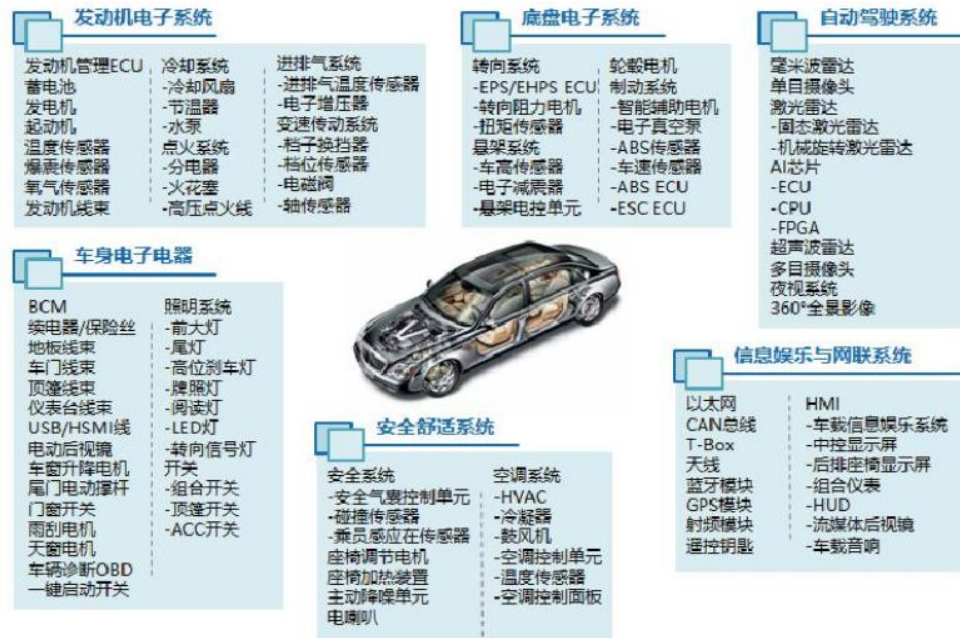 发动机电子系统
发动机管理ECU
蓄电池
发电机
起动机
温度传感器
爆震传感器
氧气传感器
发动机线束
冷却系统
-冷却风扇
-节温器
-水泵
点火系统
-分电器
-火花塞
-高压点火线
进排气系统
-进排气温度传感器
-电子增压器
变速传动系统
-档子换挡器
-档位传感器
-电磁阀
-轴传感器
底盘电子系统
转向系统
-EPS/EHPS ECU
-转向阻力电机
-扭矩传感器
悬架系统
-车高传感器
-电子减震器
-悬架电控单元
轮毂电机
制动系统
-智能辅助电机
-电子真空泵
-ABS传感器
-车速传感器
-ABS ECU
-ESC ECU
自动驾驶系统
毫米波雷达
单目摄像头
激光雷达
-固态激光雷达
-机械旋转激光雷达
AI芯片
-ECU
-CPU
-FPGA
超声波雷达
多目摄像头
夜视系统
360°全景影像
车身电子电器
BCM
续电器/保险丝
地板线束
车门线束
顶篷线束
仪表台线束
USB/HSMI线
电动后视镜
车窗升降电机
尾门电动撑杆
门窗开关
雨刮电机
天窗电机
车辆诊断OBD
一键启动开关
照明系统
-前大灯
-尾灯
-高位刹车灯
-牌照灯
-阅读灯
-LED灯
-转向信号灯
开关
-组合开关
-顶篷开关
-ACC开关
安全舒适系统
安全系统
-安全气囊控制单元
-碰撞传感器
-乘员感应在传感器
座椅调节电机
座椅加热装置
主动降噪单元
电喇叭
空调系统
-HVAC
-冷凝器
-鼓风机
-空调控制单元
-温度传感器
-空调控制面板
信息娱乐与网联系统
以太网
CAN总线
T-Box
天线
蓝牙模块
GPS模块
射频模块
遥控钥匙
HMI
-车载信息娱乐系统
-中控显示屏
-后排座椅显示屏
-组合仪表
-HUD
-流媒体后视镜
-车载音响